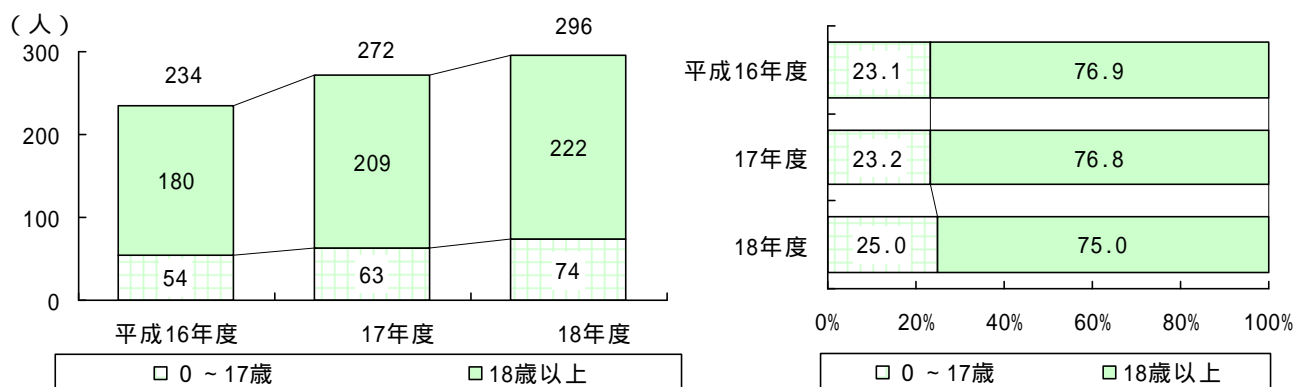 （人）
300
200
100
0
234
272
296
180
209
222
54
63
74
平成16年度
17年度
18年度
□ 0 ～17歳
□ 18歳以上
平成16年度
23.1
76.9
17年度
23.2
76.8
18年度
25.0
75.0
0%
20%
40%
60%
80%
100%
□ 0 ～17歳
□ 18歳以上